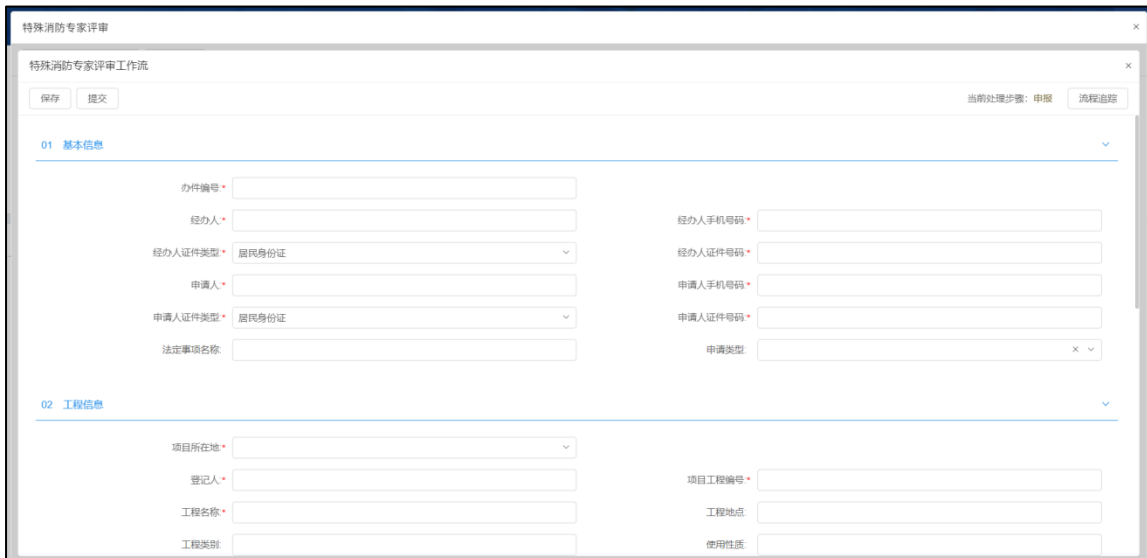 特殊消防专家评审
特殊消防专家评审工作流
保存 提交 当前处理步骤：申报 流程追踪
01 基本信息
办件编号:*
经办人:* 经办人手机号码:*
经办人证件类型:* 居民身份证 经办人证件号码:*
申请人:* 申请人手机号码:*
申请人证件类型:* 居民身份证 申请人证件号码:*
法定事项名称: 申请类型:
02 工程信息
项目所在地:*
登记人:* 项目工程编号:*
工程名称:* 工程地点:
工程类别: 使用性质: